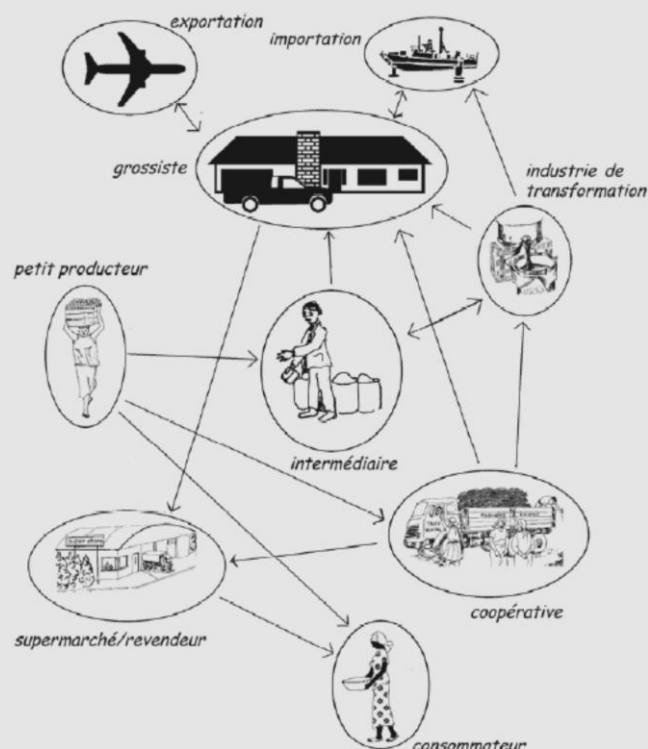 exportation
importation
grossiste
industrie de
transformation
petit producteur
intermédiaire
coopérative
supermarché/revendeur
consommateur